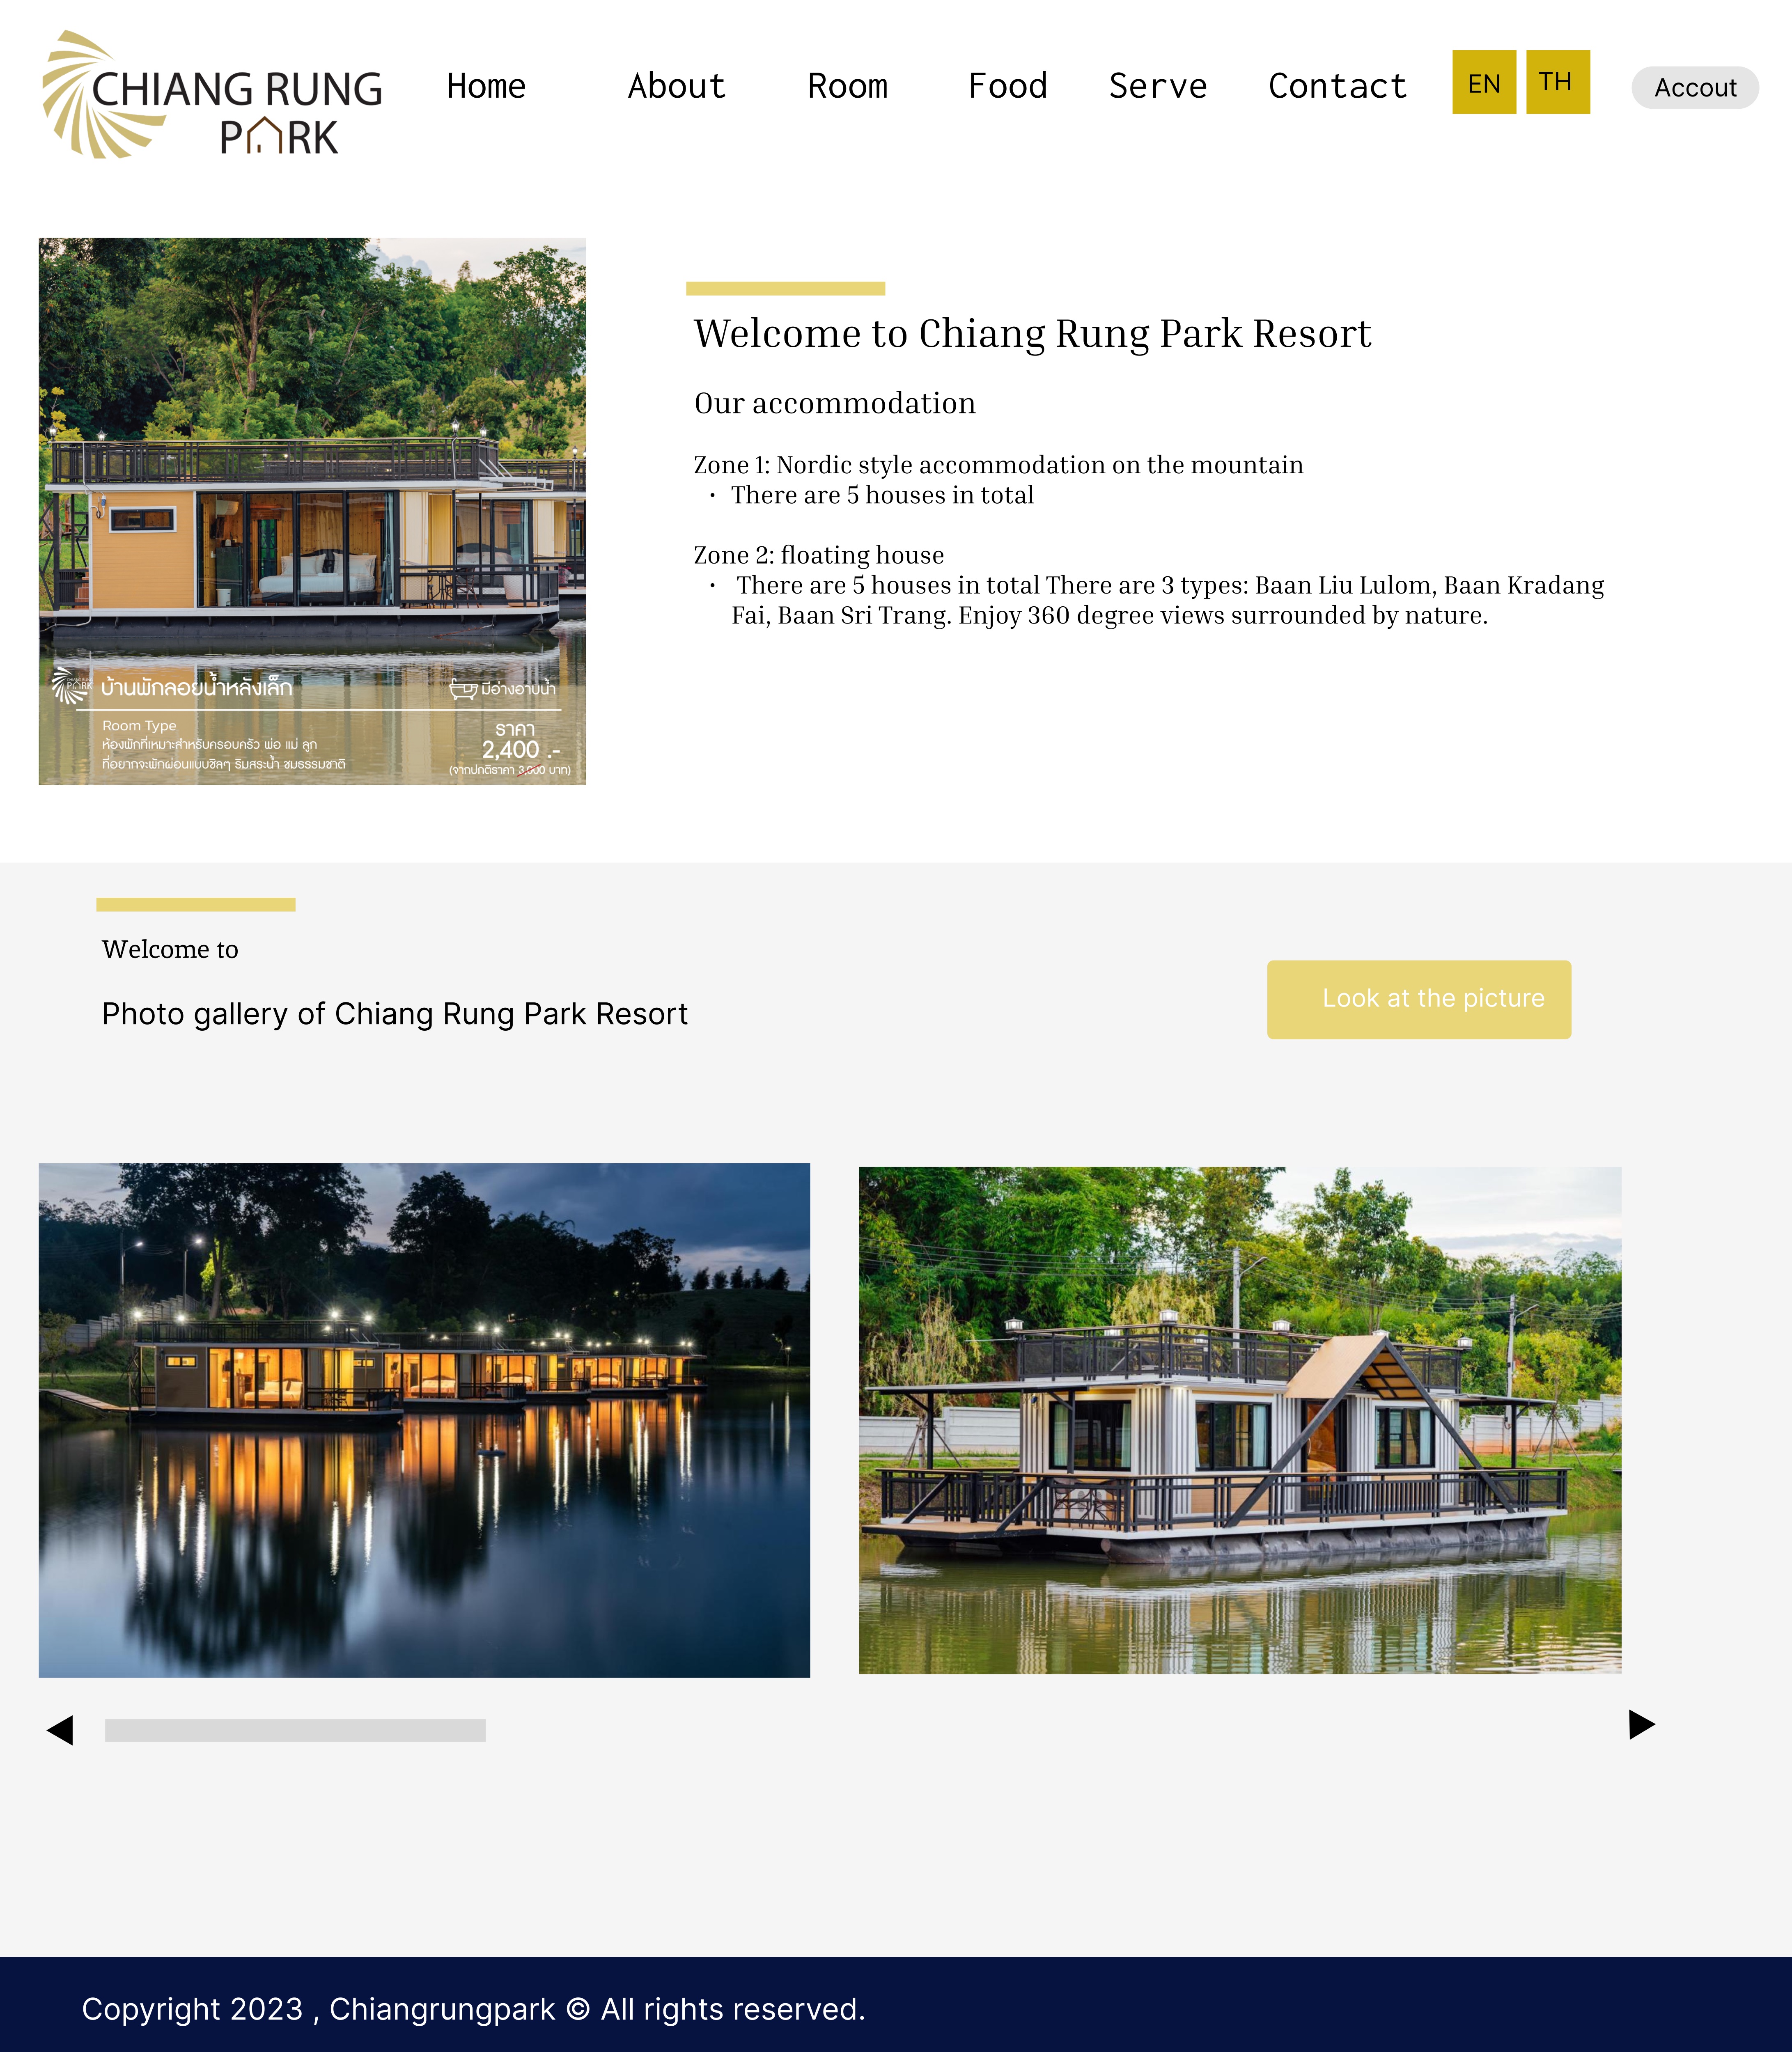 CHIANG RUNG
PARK
Home About Room Food Serve Contact EN TH Accout
Welcome to Chiang Rung Park Resort
Our accommodation
Zone 1: Nordic style accommodation on the mountain
• There are 5 houses in total
Zone 2: floating house
• There are 5 houses in total There are 3 types: Baan Liu Lulom, Baan Kradang
Fai, Baan Sri Trang. Enjoy 360 degree views surrounded by nature.
CHIANG RUNG
PARK
บ้านพักลอยน้ำหลังเล็ก
มีอ่างอาบน้ำ
Room Type
ห้องพักที่เหมาะสำหรับครอบครัว พ่อ แม่ ลูก
ที่อยากจะพักผ่อนแบบชิลๆ ริมสระน้ำ ชมธรรมชาติ
ราคา
2,400 .-
(จากปกติราคา 3,000 บาท)
Welcome to
Photo gallery of Chiang Rung Park Resort
Look at the picture
Copyright 2023 , Chiangrungpark © All rights reserved.